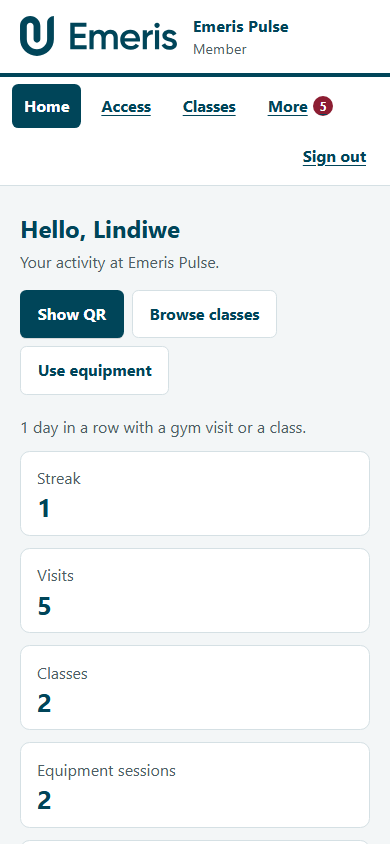 Emeris
Emeris Pulse
Member
Home
Access
Classes
More 5
Sign out
Hello, Lindiwe
Your activity at Emeris Pulse.
Show QR
Browse classes
Use equipment
1 day in a row with a gym visit or a class.
Streak
1
Visits
5
Classes
2
Equipment sessions
2